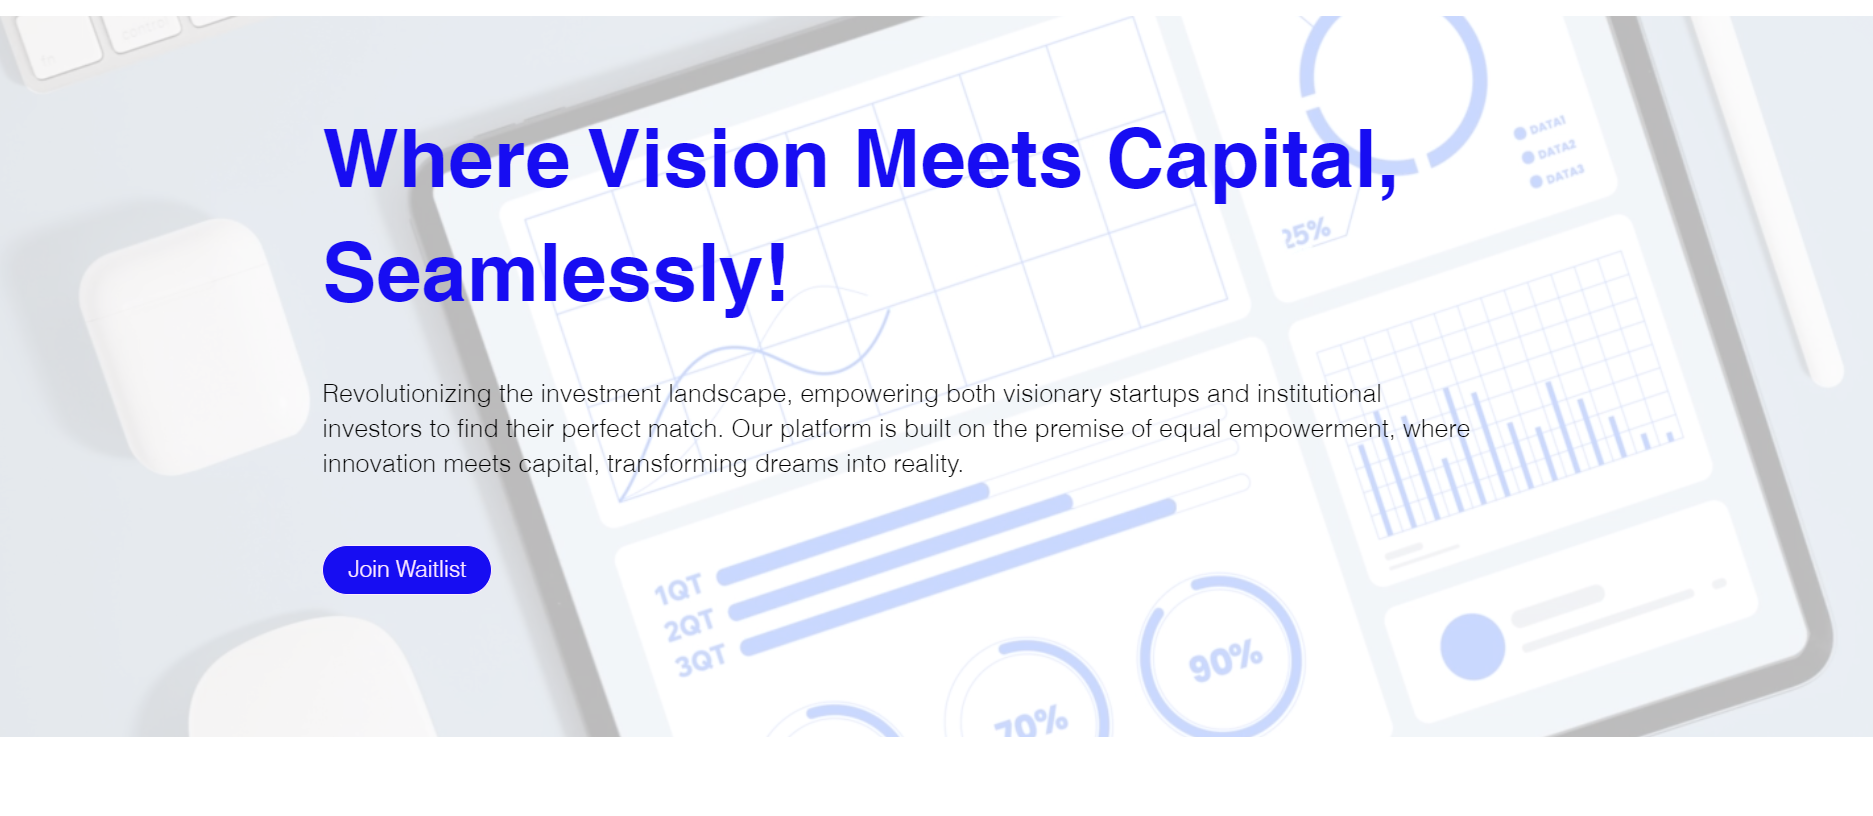 control
Where Vision Meets Capital,
DATA1
DATA2
DATA3
25%
Seamlessly!
Revolutionizing the investment landscape, empowering both visionary startups and institutional
investors to find their perfect match. Our platform is built on the premise of equal empowerment, where
innovation meets capital, transforming dreams into reality.
Join Waitlist
1QT
2QT
3QT
90%
70%